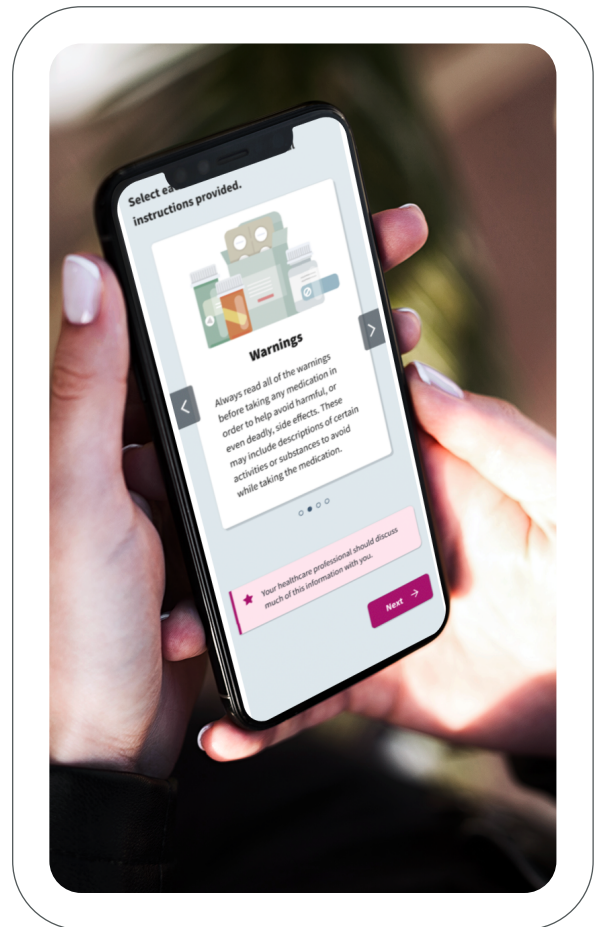 Select ea
instructions provided.
Warnings
Always read all of the warnings
before taking any medication in
order to help avoid harmful, or
even deadly, side effects. These
may include descriptions of certain
activities or substances to avoid
while taking the medication.
Your healthcare professional should discuss
much of this information with you.
Next